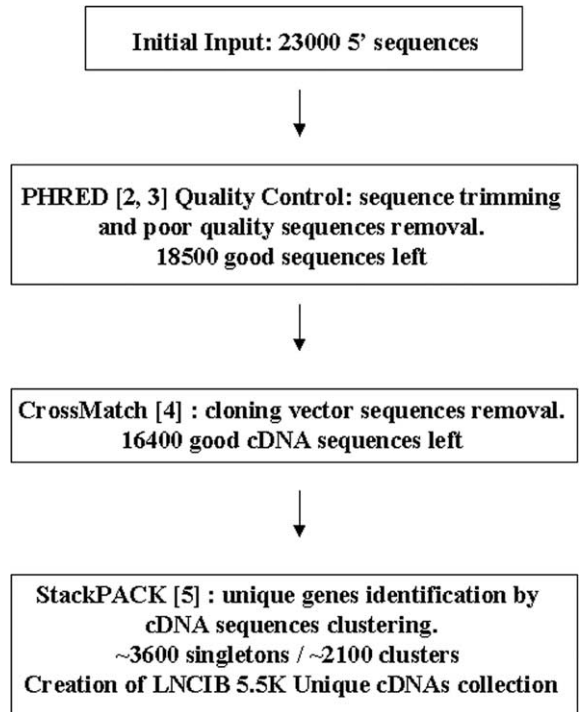 Initial Input: 23000 5’ sequences
PHRED [2, 3] Quality Control: sequence trimming
and poor quality sequences removal.
18500 good sequences left
CrossMatch [4] : cloning vector sequences removal.
16400 good cDNA sequences left
StackPACK [5] : unique genes identification by
cDNA sequences clustering.
~3600 singletons / ~2100 clusters
Creation of LNCIB 5.5K Unique cDNAs collection